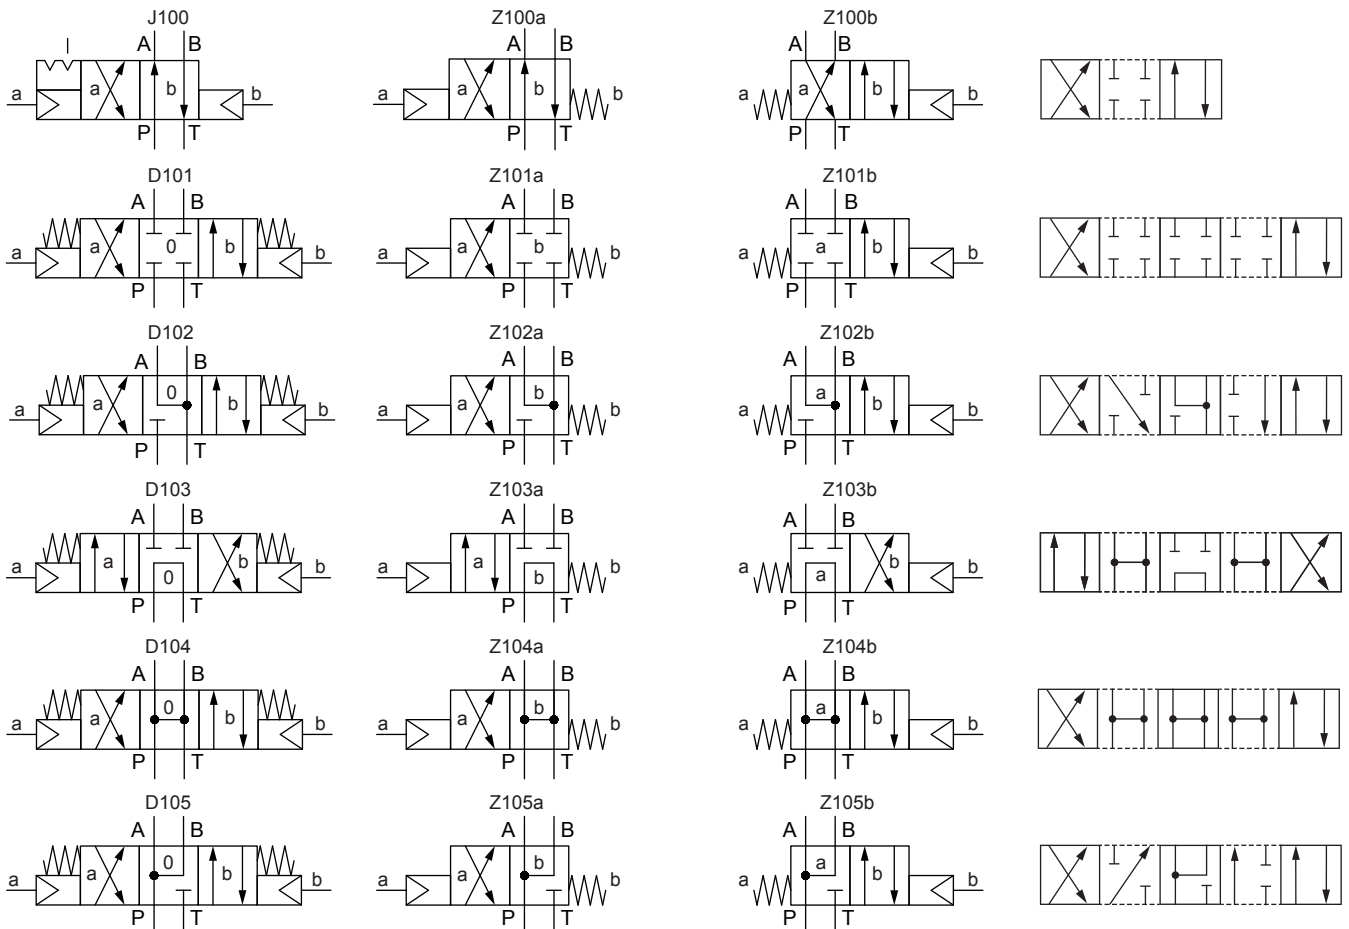 J100 Z100a Z100b
A B A B A B
a a b b a a b b a a b b
P T P T P T
D101 Z101a Z101b
A B A B A B
a a 0 b b a a b b a a b b
P T P T P T
D102 Z102a Z102b
A B A B A B
a a 0 b b a a b b a a b b
P T P T P T
D103 Z103a Z103b
A B A B A B
a a 0 b b a a b b a a b b
P T P T P T
D104 Z104a Z104b
A B A B A B
a a 0 b b a a b b a a b b
P T P T P T
D105 Z105a Z105b
A B A B A B
a a 0 b b a a b b a a b b
P T P T P T